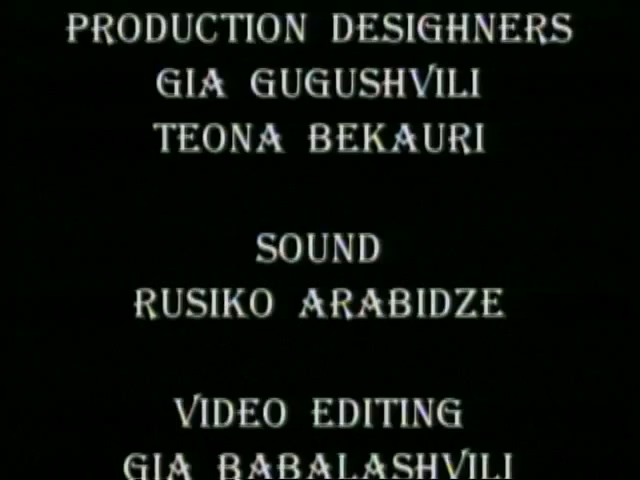 PRODUCTION DESIGHNERS
GIA GUGUSHVILI
TEONA BEKAURI
SOUND
RUSIKO ARABIDZE
VIDEO EDITING
GIA BABALASHVILI